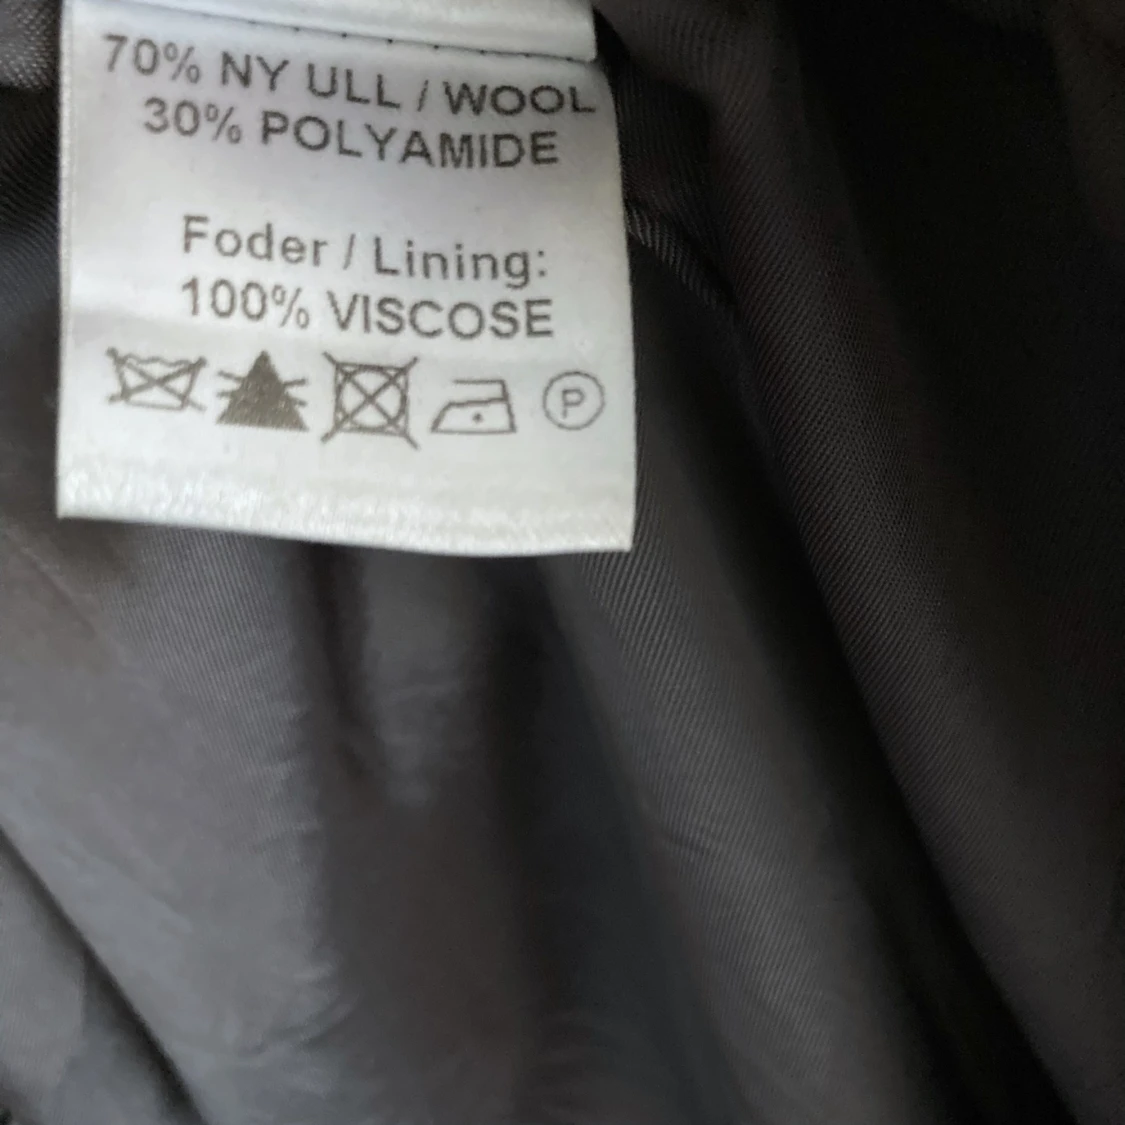 70% NY ULL / WOOL
30% POLYAMIDE
Foder / Lining:
100% VISCOSE
P